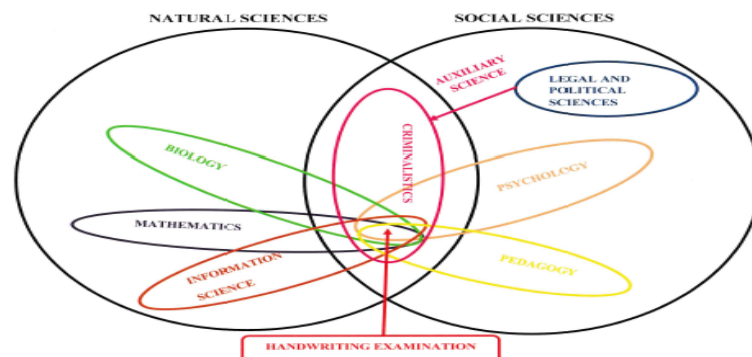 NATURAL SCIENCES
SOCIAL SCIENCES
AUXILIARY
SCIENCE
LEGAL AND
POLITICAL
SCIENCES
CRIMINALISTICS
BIOLOGY
PSYCHOLOGY
MATHEMATICS
INFORMATION
SCIENCE
PEDAGOGY
HANDWRITING EXAMINATION